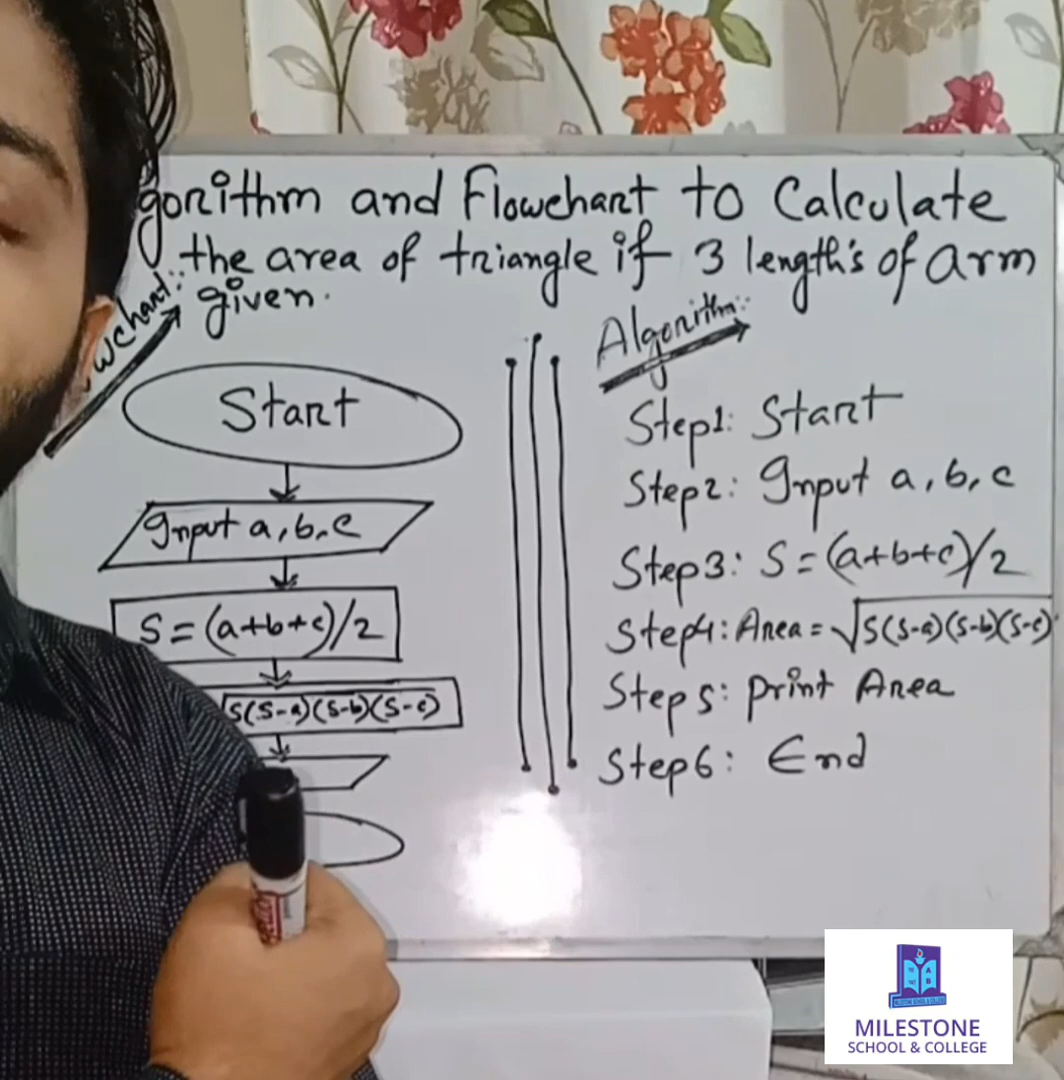 gorithm and Flowchart to Calculate
the area of triangle if 3 length's of arm
given.
wchart:
Start
Input a, b, c
S = (a+b+c)/2
√S(S-a)(S-b)(S-c)
Algorithm:
Step1: Start
Step2: Input a, b, c
Step3: S = (a+b+c)/2
Step4: Area = √S(S-a)(S-b)(S-c)
Step5: print Area
Step6: End
MILESTONE
SCHOOL & COLLEGE